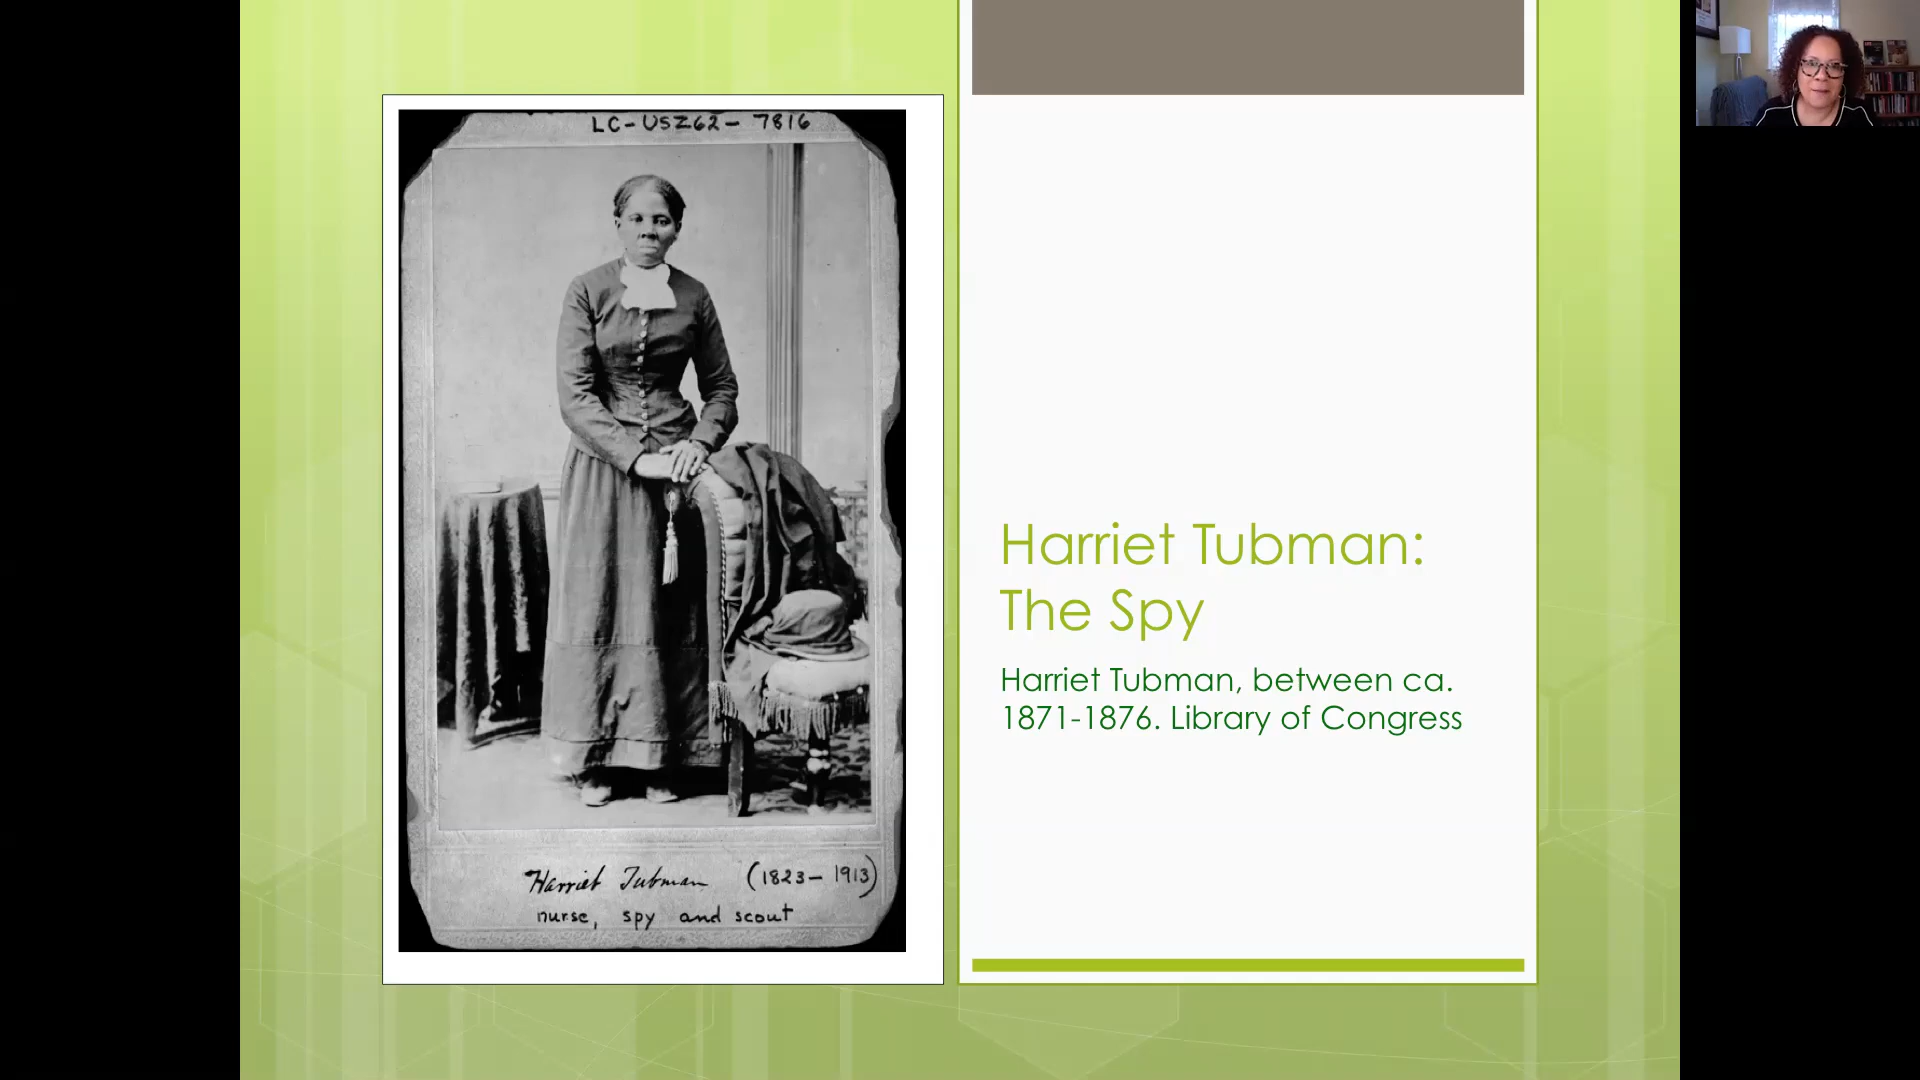 LC-USZ62-7816
Harriet Tubman (1823-1913)
nurse, spy and scout
Harriet Tubman:
The Spy
Harriet Tubman, between ca.
1871-1876. Library of Congress